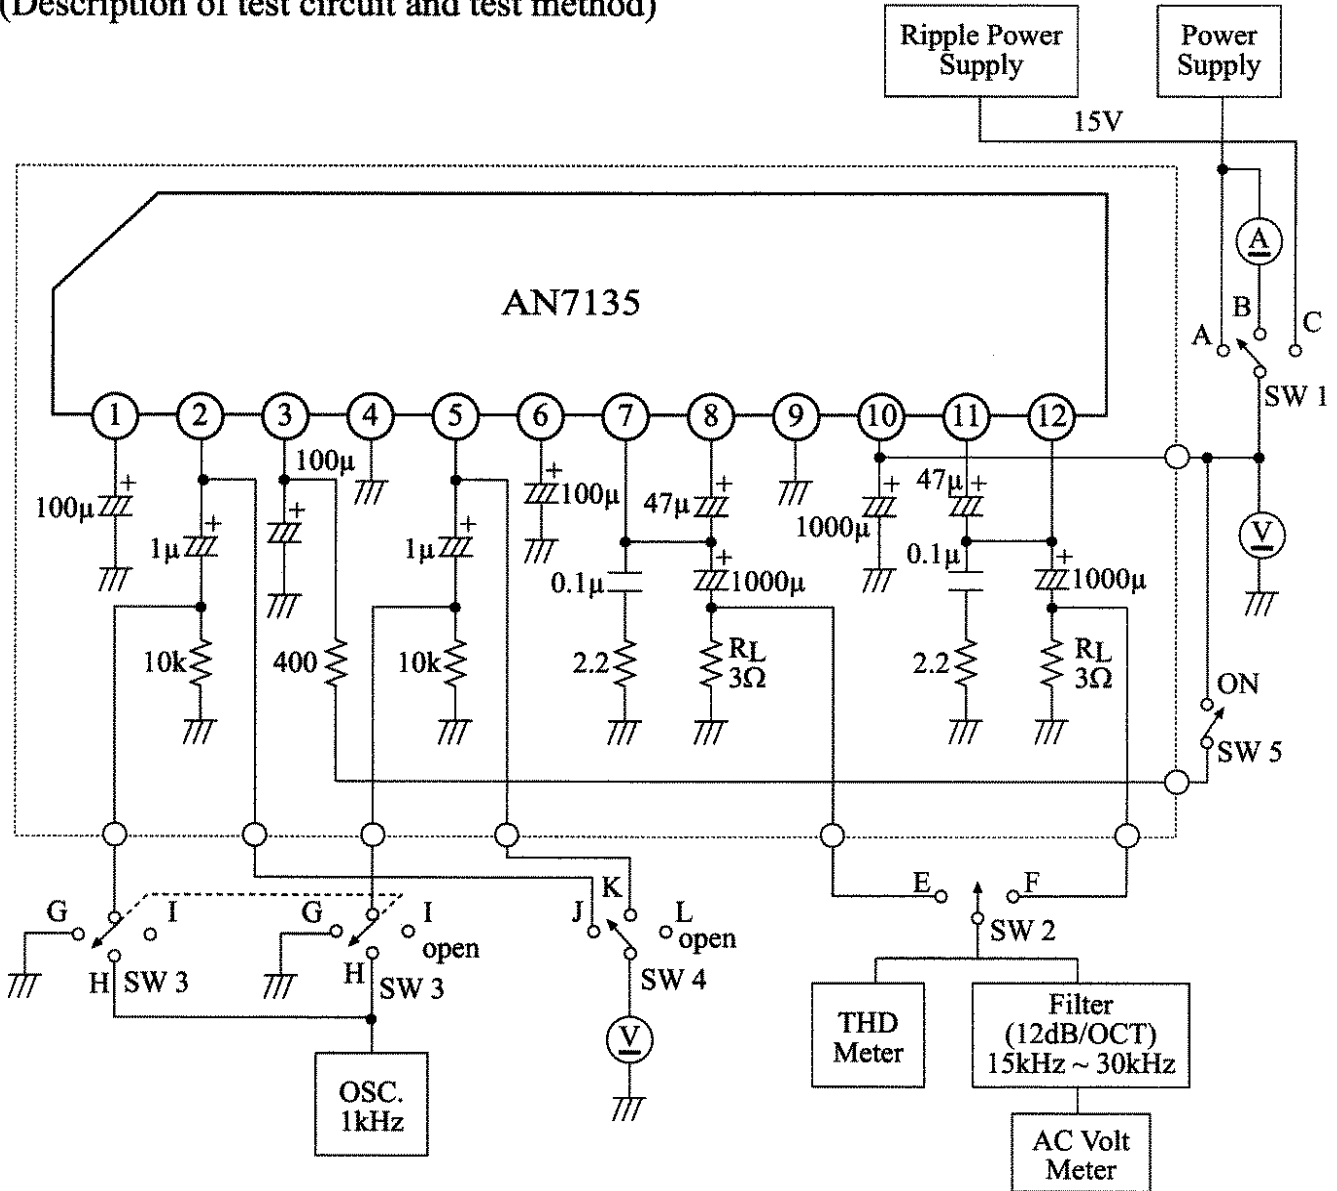 (Description of test circuit and test method)
Ripple Power
Supply
Power
Supply
15V
A
B
A
C
SW 1
AN7135
1 2 3 4 5 6 7 8 9 10 11 12
100μ
100μ
1μ
1μ
100μ
47μ
1000μ
47μ
0.1μ
1000μ
0.1μ
1000μ
V
10k
400
10k
2.2
RL
3Ω
2.2
RL
3Ω
ON
SW 5
G
I
H
SW 3
G
I
open
H
SW 3
J
K
L
open
SW 4
V
E
F
SW 2
THD
Meter
Filter
(12dB/OCT)
15kHz ~ 30kHz
OSC.
1kHz
AC Volt
Meter